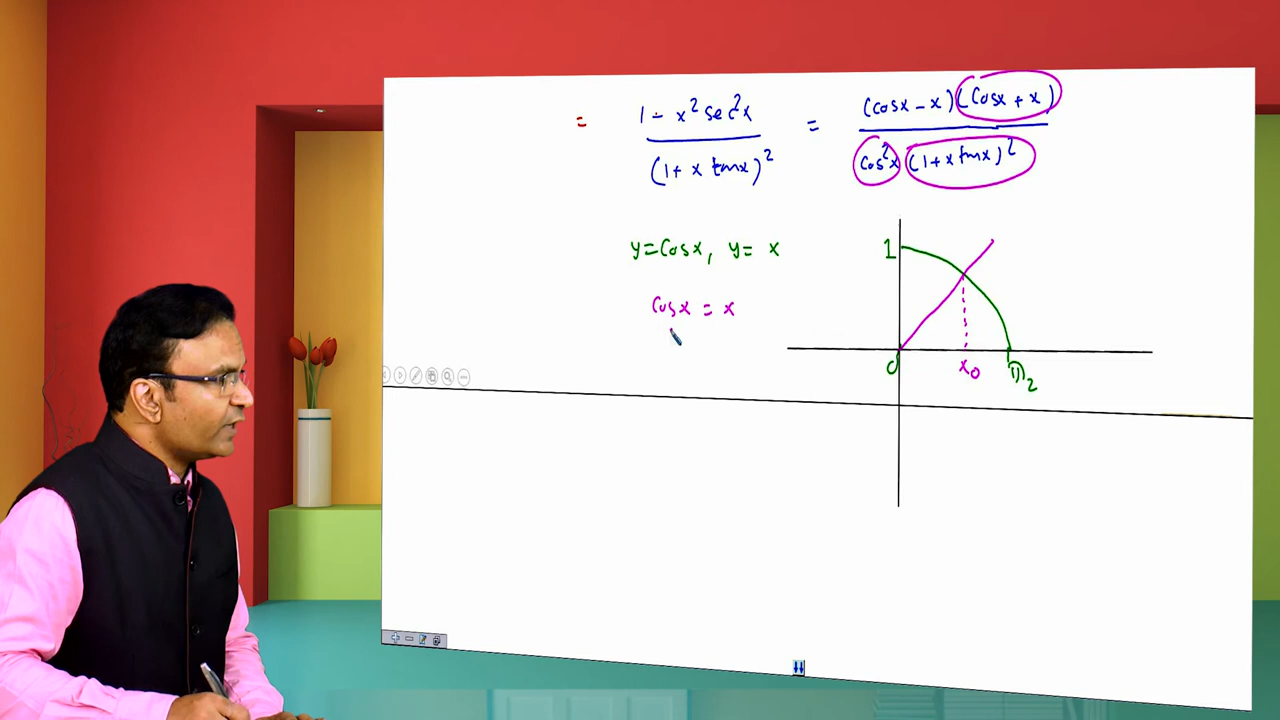 = 1 - x² sec²x / (1 + x tanx)² = (cosx - x) (Cosx + x) / cos²x (1 + x tanx)²
y = Cosx, y = x
Cosx = x
1
0 x₀ π/2